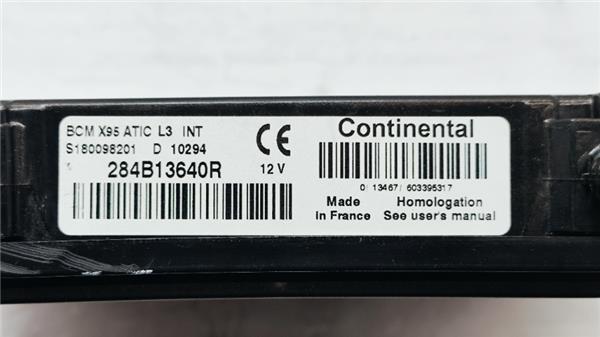 BCM X95 ATIC L3 INT
S180098201 D 10294
284B13640R 12 V
CE
Continental
0 13467 603395317
Made in France
Homologation
See user's manual